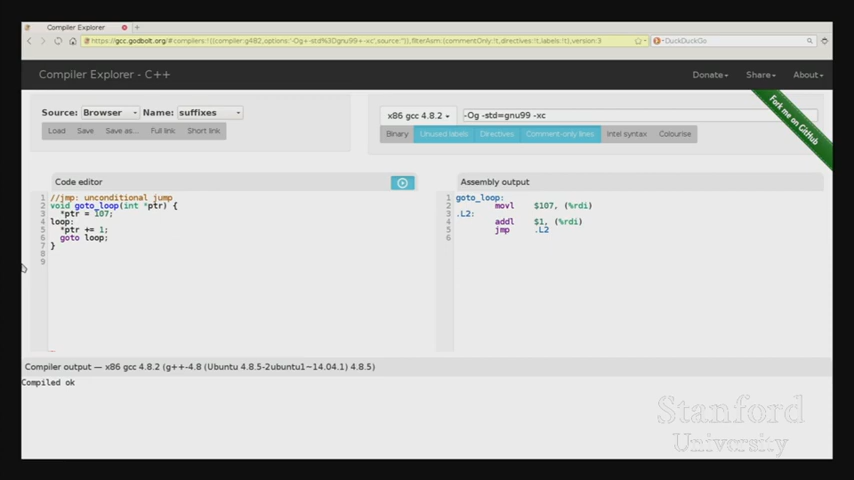 Compiler Explorer
https://gcc.godbolt.org/#compilers:!((compiler:g482,options:'-Og+-std%3Dgnu99+-xc',source:'')),filterAsm:(commentOnly:!t,directives:!t,labels:!t),version:3
DuckDuckGo
Compiler Explorer - C++
Donate
Share
About
Fork me on GitHub
Source: Browser Name: suffixes
Load Save Save as... Full link Short link
x86 gcc 4.8.2 -Og -std=gnu99 -xc
Binary Unused labels Directives Comment-only lines Intel syntax Colourise
Code editor
1 //jmp: unconditional jump
2 void goto_loop(int *ptr) {
3 *ptr = 107;
4 loop:
5 *ptr += 1;
6 goto loop;
7 }
8
9
Assembly output
1 goto_loop:
2 movl $107, (%rdi)
3 .L2:
4 addl $1, (%rdi)
5 jmp .L2
6
Compiler output — x86 gcc 4.8.2 (g++-4.8 (Ubuntu 4.8.5-2ubuntu1~14.04.1) 4.8.5)
Compiled ok
Stanford
University